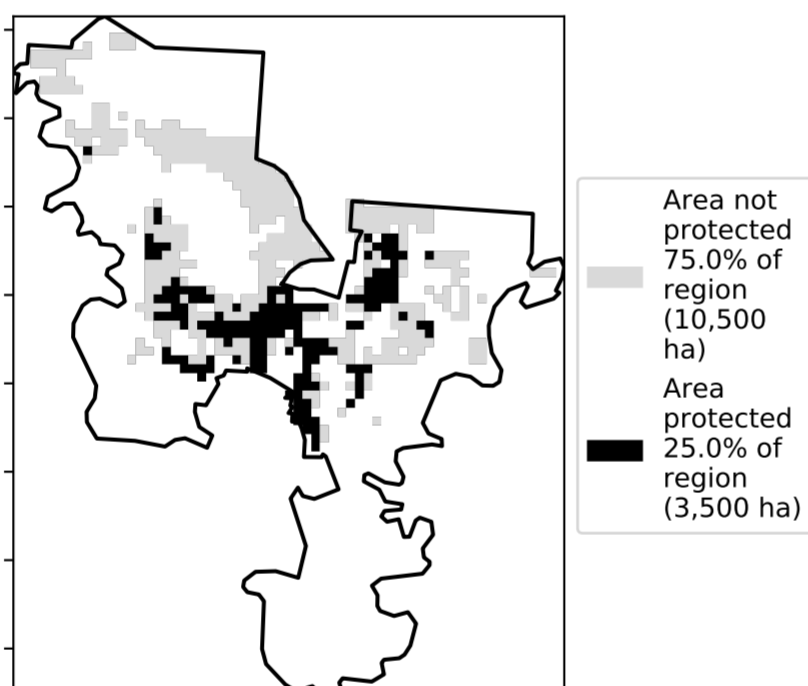 Area not
protected
75.0% of
region
(10,500
ha)
Area
protected
25.0% of
region
(3,500 ha)